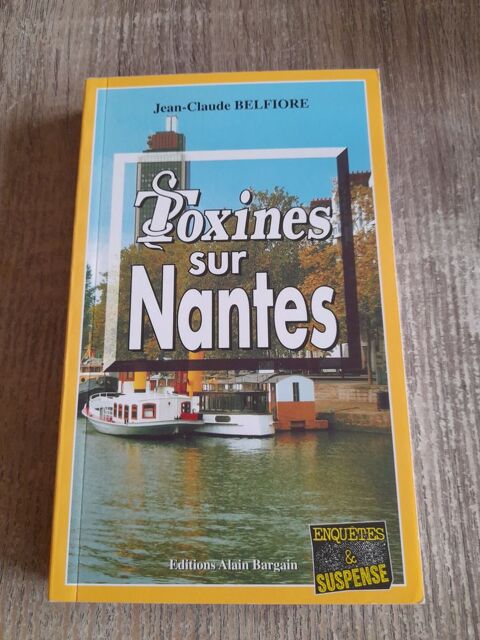 Jean-Claude BELFIORE
Toxines
sur
Nantes
ENQUÊTES
&
SUSPENSE
Editions Alain Bargain